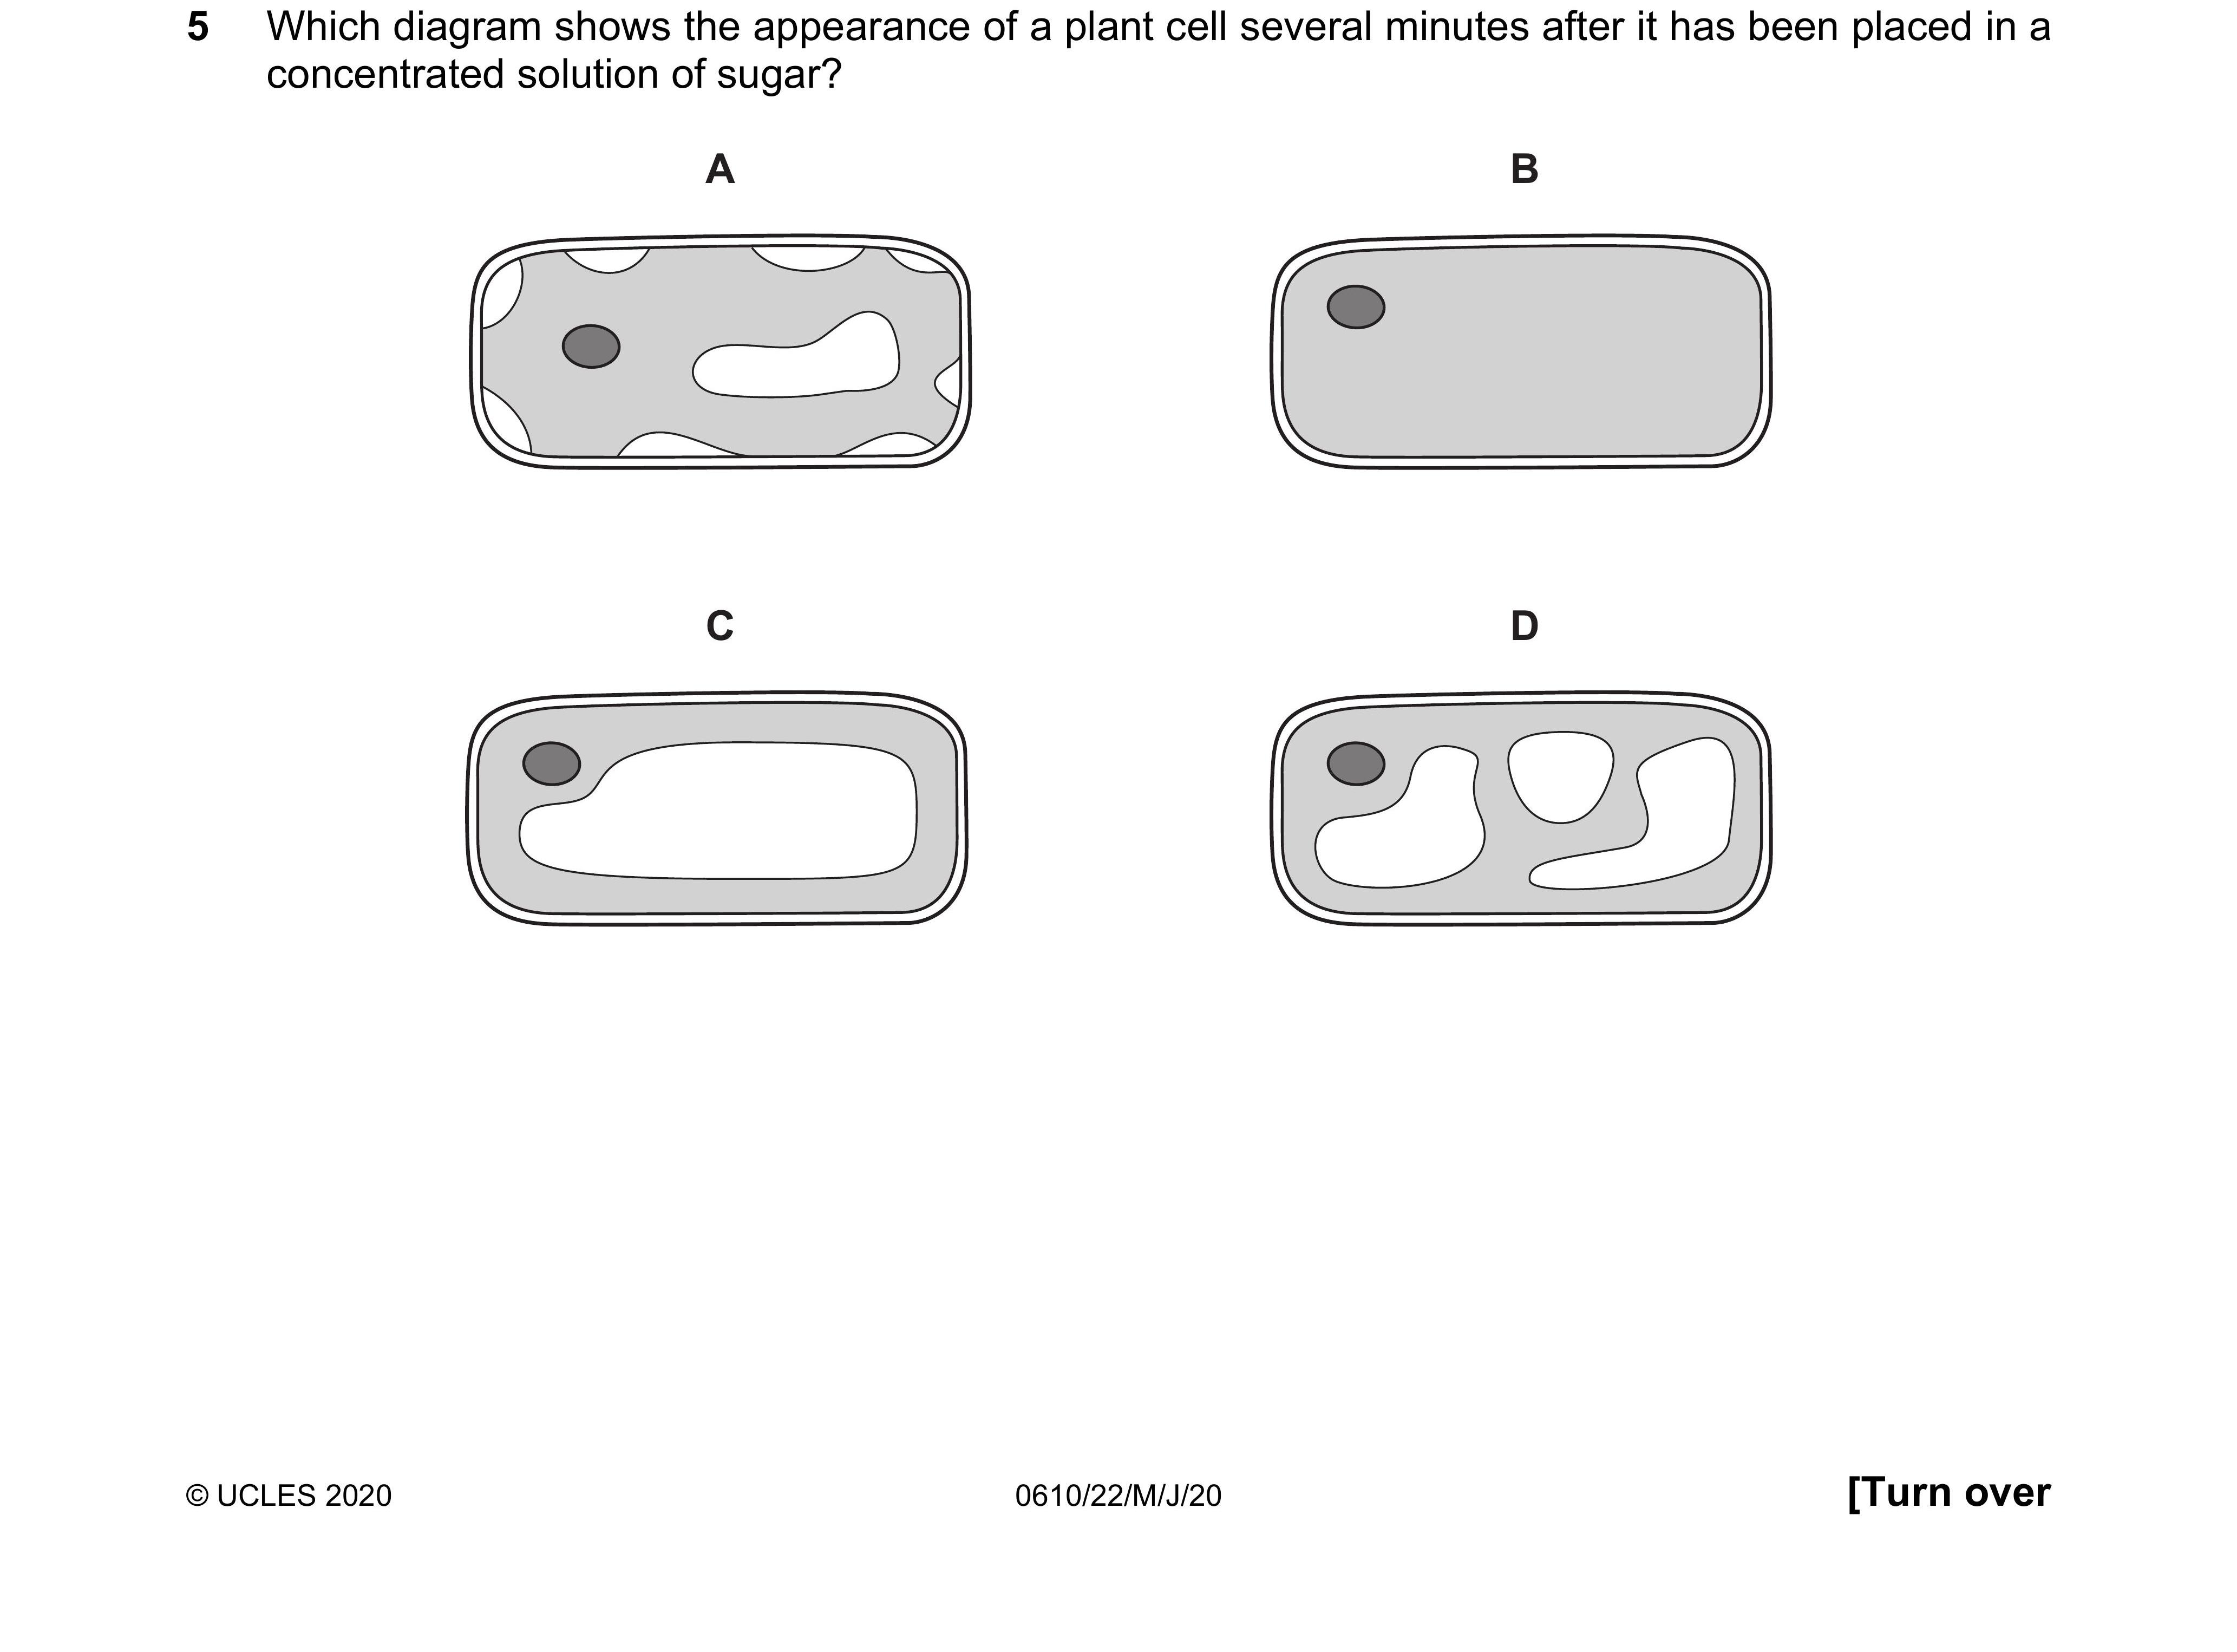 5 Which diagram shows the appearance of a plant cell several minutes after it has been placed in a
concentrated solution of sugar?
A B
C D
© UCLES 2020 0610/22/M/J/20 [Turn over